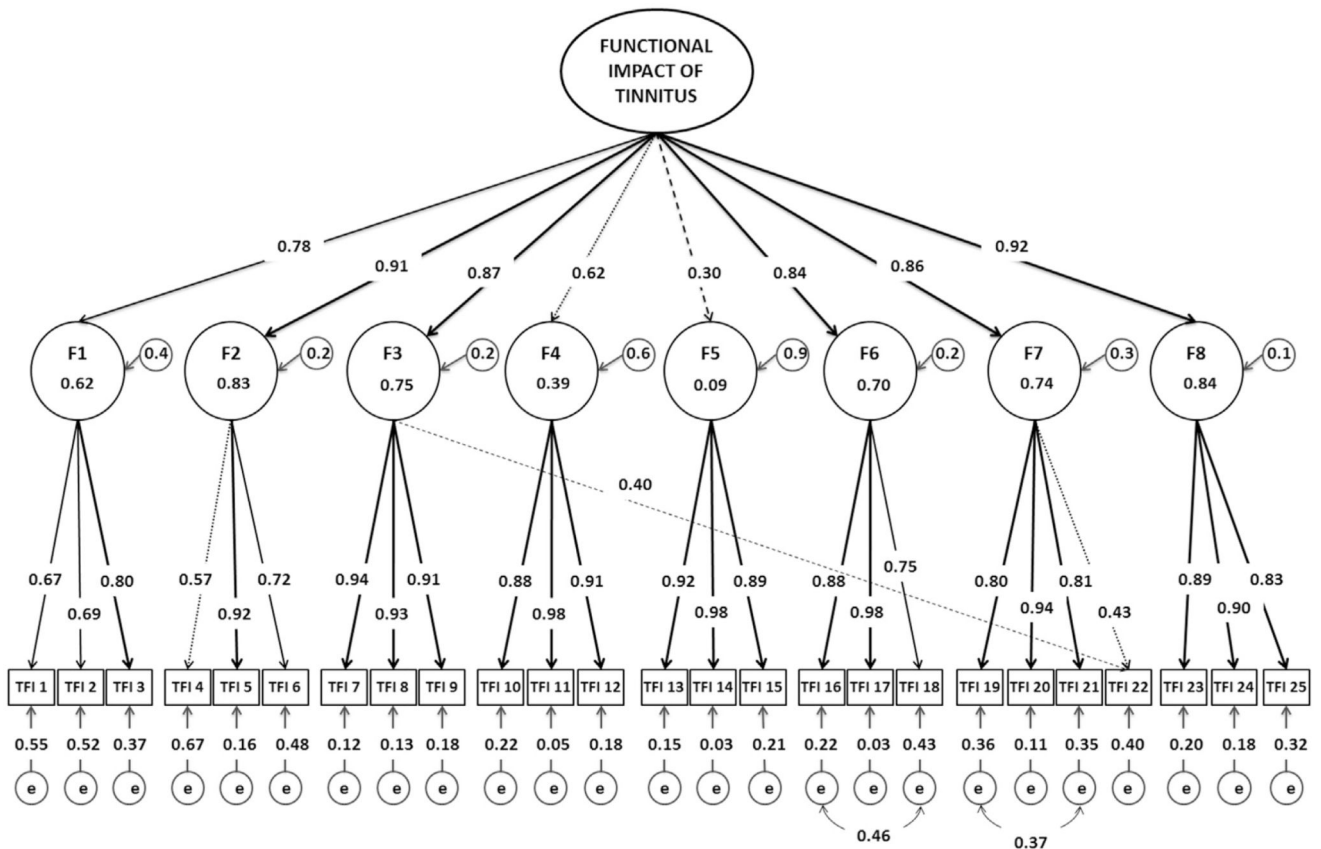 FUNCTIONAL
IMPACT OF
TINNITUS
0.78 0.91 0.87 0.62 0.30 0.84 0.86 0.92
F1 0.4 F2 0.2 F3 0.2 F4 0.6 F5 0.9 F6 0.2 F7 0.3 F8 0.1
0.62 0.83 0.75 0.39 0.09 0.70 0.74 0.84
0.40
0.67 0.80 0.57 0.72 0.94 0.91 0.88 0.91 0.92 0.89 0.88 0.75 0.80 0.81 0.89 0.83
0.69 0.92 0.93 0.98 0.98 0.98 0.94 0.43 0.90
TFI 1 TFI 2 TFI 3 TFI 4 TFI 5 TFI 6 TFI 7 TFI 8 TFI 9 TFI 10 TFI 11 TFI 12 TFI 13 TFI 14 TFI 15 TFI 16 TFI 17 TFI 18 TFI 19 TFI 20 TFI 21 TFI 22 TFI 23 TFI 24 TFI 25
0.55 0.52 0.37 0.67 0.16 0.48 0.12 0.13 0.18 0.22 0.05 0.18 0.15 0.03 0.21 0.22 0.03 0.43 0.36 0.11 0.35 0.40 0.20 0.18 0.32
e e e e e e e e e e e e e e e e e e e e e e e e e
0.46 0.37